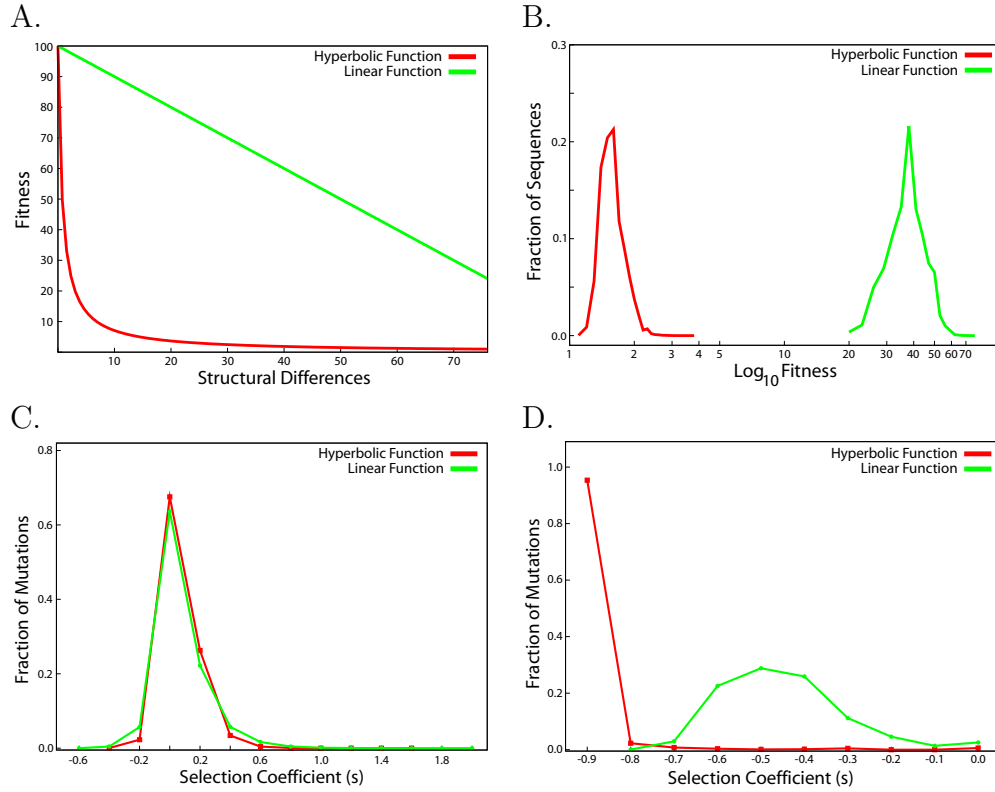 A.
Hyperbolic Function
Linear Function
100
90
80
70
60
50
40
30
20
10
Fitness
10 20 30 40 50 60 70
Structural Differences
B.
Hyperbolic Function
Linear Function
0.3
0.2
0.1
0.0
Fraction of Sequences
1 2 3 4 5 10 20 30 40 50 60 70
Log10 Fitness
C.
Hyperbolic Function
Linear Function
0.8
0.6
0.4
0.2
0.0
Fraction of Mutations
-0.6 -0.2 0.2 0.6 1.0 1.4 1.8
Selection Coefficient (s)
D.
Hyperbolic Function
Linear Function
1.0
0.8
0.6
0.4
0.2
0.0
Fraction of Mutations
-0.9 -0.8 -0.7 -0.6 -0.5 -0.4 -0.3 -0.2 -0.1 0.0
Selection Coefficient (s)